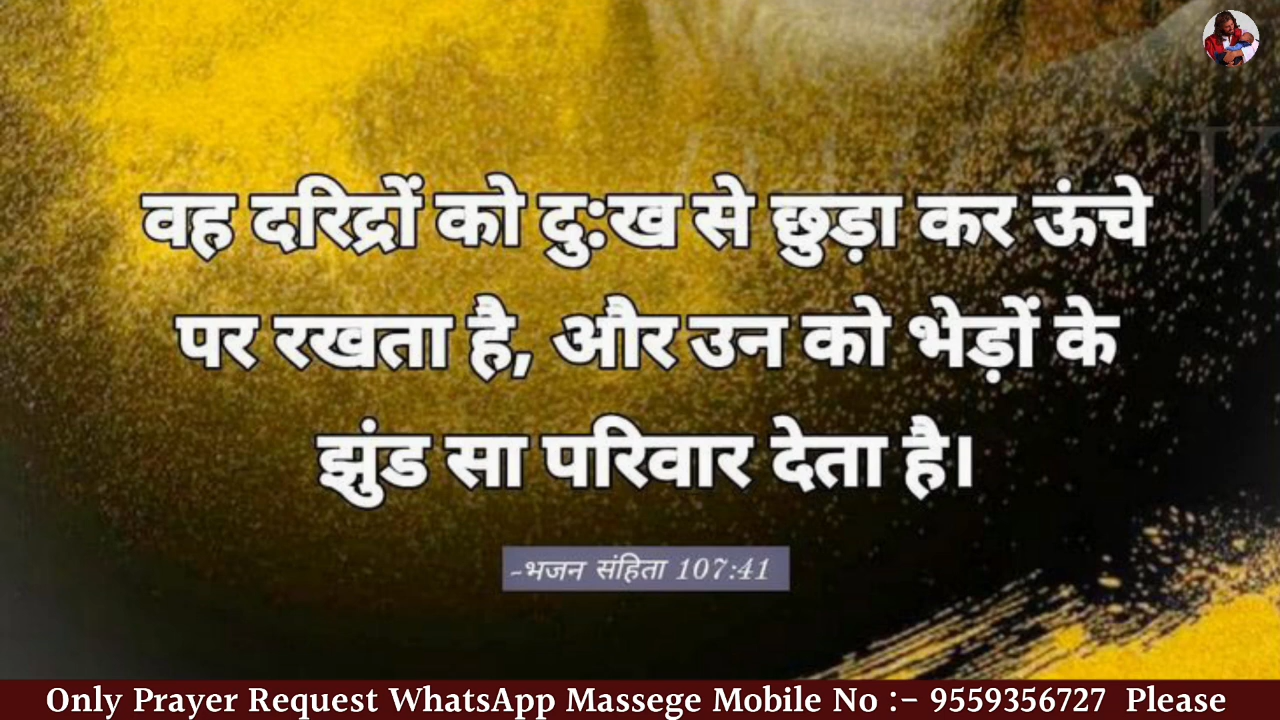 वह दरिद्रों को दु:ख से छुड़ा कर ऊंचे
पर रखता है, और उन को भेड़ों के
झुंड सा परिवार देता है।
-भजन संहिता 107:41
Only Prayer Request WhatsApp Massege Mobile No :- 9559356727 Please